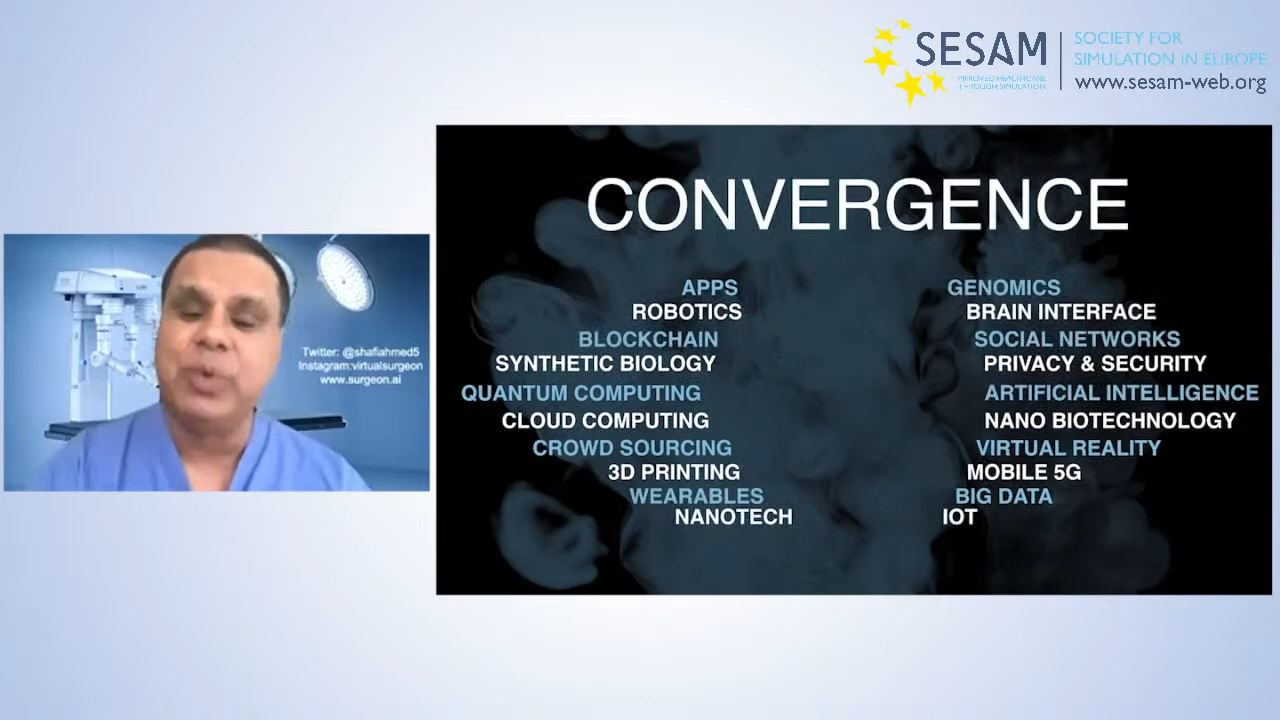 SESAM
IMPROVED HEALTHCARE
THROUGH SIMULATION
SOCIETY FOR
SIMULATION IN EUROPE
www.sesam-web.org
Twitter: @shafiahmed5
Instagram:virtualsurgeon
www.surgeon.ai
CONVERGENCE
APPS
ROBOTICS
BLOCKCHAIN
SYNTHETIC BIOLOGY
QUANTUM COMPUTING
CLOUD COMPUTING
CROWD SOURCING
3D PRINTING
WEARABLES
NANOTECH
GENOMICS
BRAIN INTERFACE
SOCIAL NETWORKS
PRIVACY & SECURITY
ARTIFICIAL INTELLIGENCE
NANO BIOTECHNOLOGY
VIRTUAL REALITY
MOBILE 5G
BIG DATA
IOT